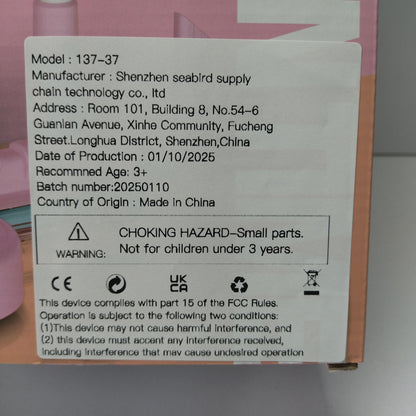 Model : 137-37
Manufacturer : Shenzhen seabird supply
chain technology co., ltd
Address : Room 101, Building 8, No.54-6
Guanlan Avenue, Xinhe Community, Fucheng
Street.Longhua District, Shenzhen,China
Date of Production : 01/10/2025
Recommned Age: 3+
Batch number:20250110
Country of Origin : Made in China
CHOKING HAZARD–Small parts.
WARNING: Not for children under 3 years.
CE UK CA
This device complies with part 15 of the FCC Rules.
Operation is subject to the following two conditions:
(1)This device may not cause harmful interference, and
(2) this device must accept any interference received,
including interference that may cause undesired operation